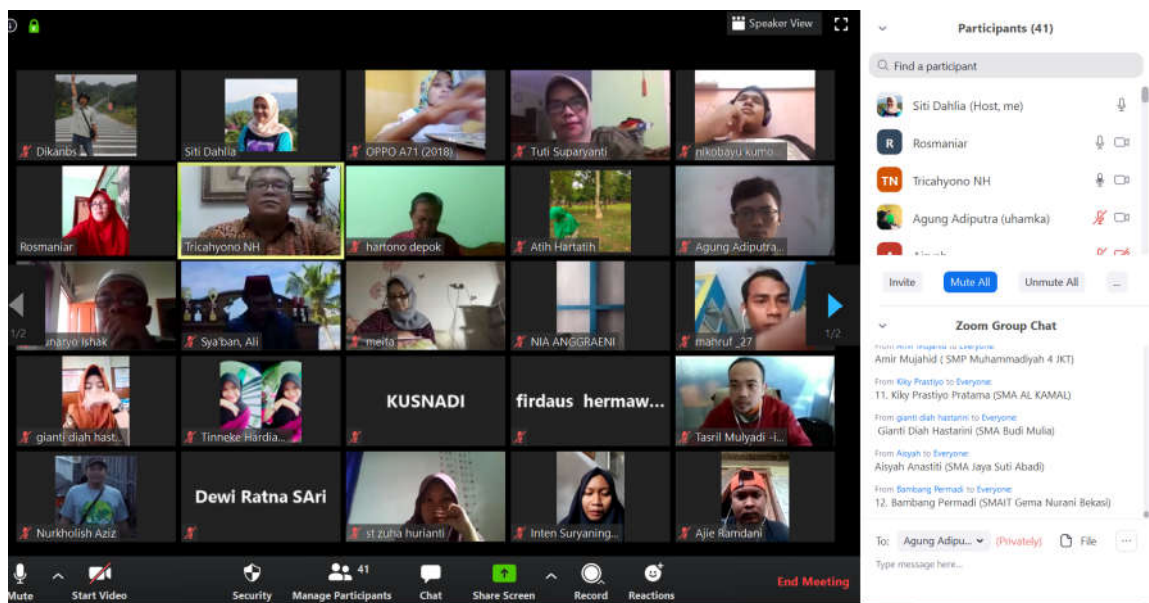 Speaker View
Dikanbs
Siti Dahlia
OPPO A71 (2018)
Tuti Suparyanti
nikobayu kumo...
Rosmaniar
Tricahyono NH
hartono depok
Atih Hartatih
Agung Adiputra...
unaryo Ishak
Sya'ban, Ali
meita
NIA ANGGRAENI
mahruf _27
1/2
1/2
gianti diah hast...
Tinneke Hardia...
KUSNADI
firdaus hermaw...
Tasril Mulyadi -i...
Nurkholish Aziz
Dewi Ratna SAri
st zuha hurianti
Inten Suryaning...
Ajie Ramdani
Mute
Start Video
Security
Manage Participants
41
Chat
Share Screen
Record
Reactions
End Meeting
Participants (41)
Find a participant
Siti Dahlia (Host, me)
R
Rosmaniar
TN
Tricahyono NH
Agung Adiputra (uhamka)
Invite
Mute All
Unmute All
...
Zoom Group Chat
Amir Mujahid ( SMP Muhammadiyah 4 JKT)
From Kiky Prastiyo to Everyone:
11. Kiky Prastiyo Pratama (SMA AL KAMAL)
From gianti diah hastarini to Everyone:
Gianti Diah Hastarini (SMA Budi Mulia)
From Aisyah to Everyone:
Aisyah Anastiti (SMA Jaya Suti Abadi)
From Bambang Permadi to Everyone:
12. Bambang Permadi (SMAIT Gema Nurani Bekasi)
To: Agung Adipu... (Privately) File
...
Type message here...